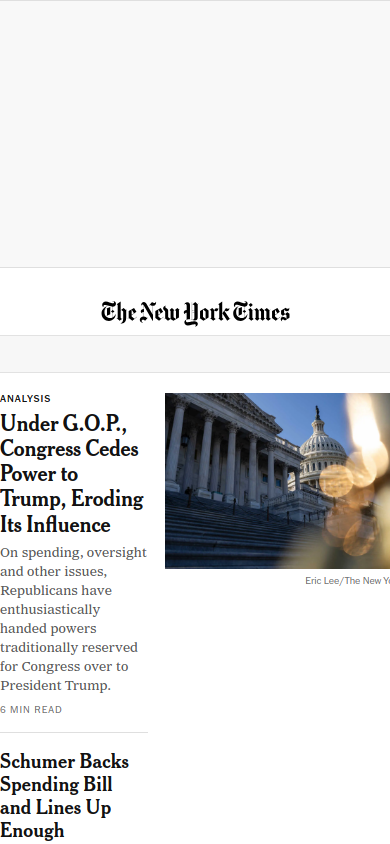 The New York Times
ANALYSIS
Under G.O.P.,
Congress Cedes
Power to
Trump, Eroding
Its Influence
On spending, oversight
and other issues,
Republicans have
enthusiastically
handed powers
traditionally reserved
for Congress over to
President Trump.
6 MIN READ
Eric Lee/The New Yo
Schumer Backs
Spending Bill
and Lines Up
Enough